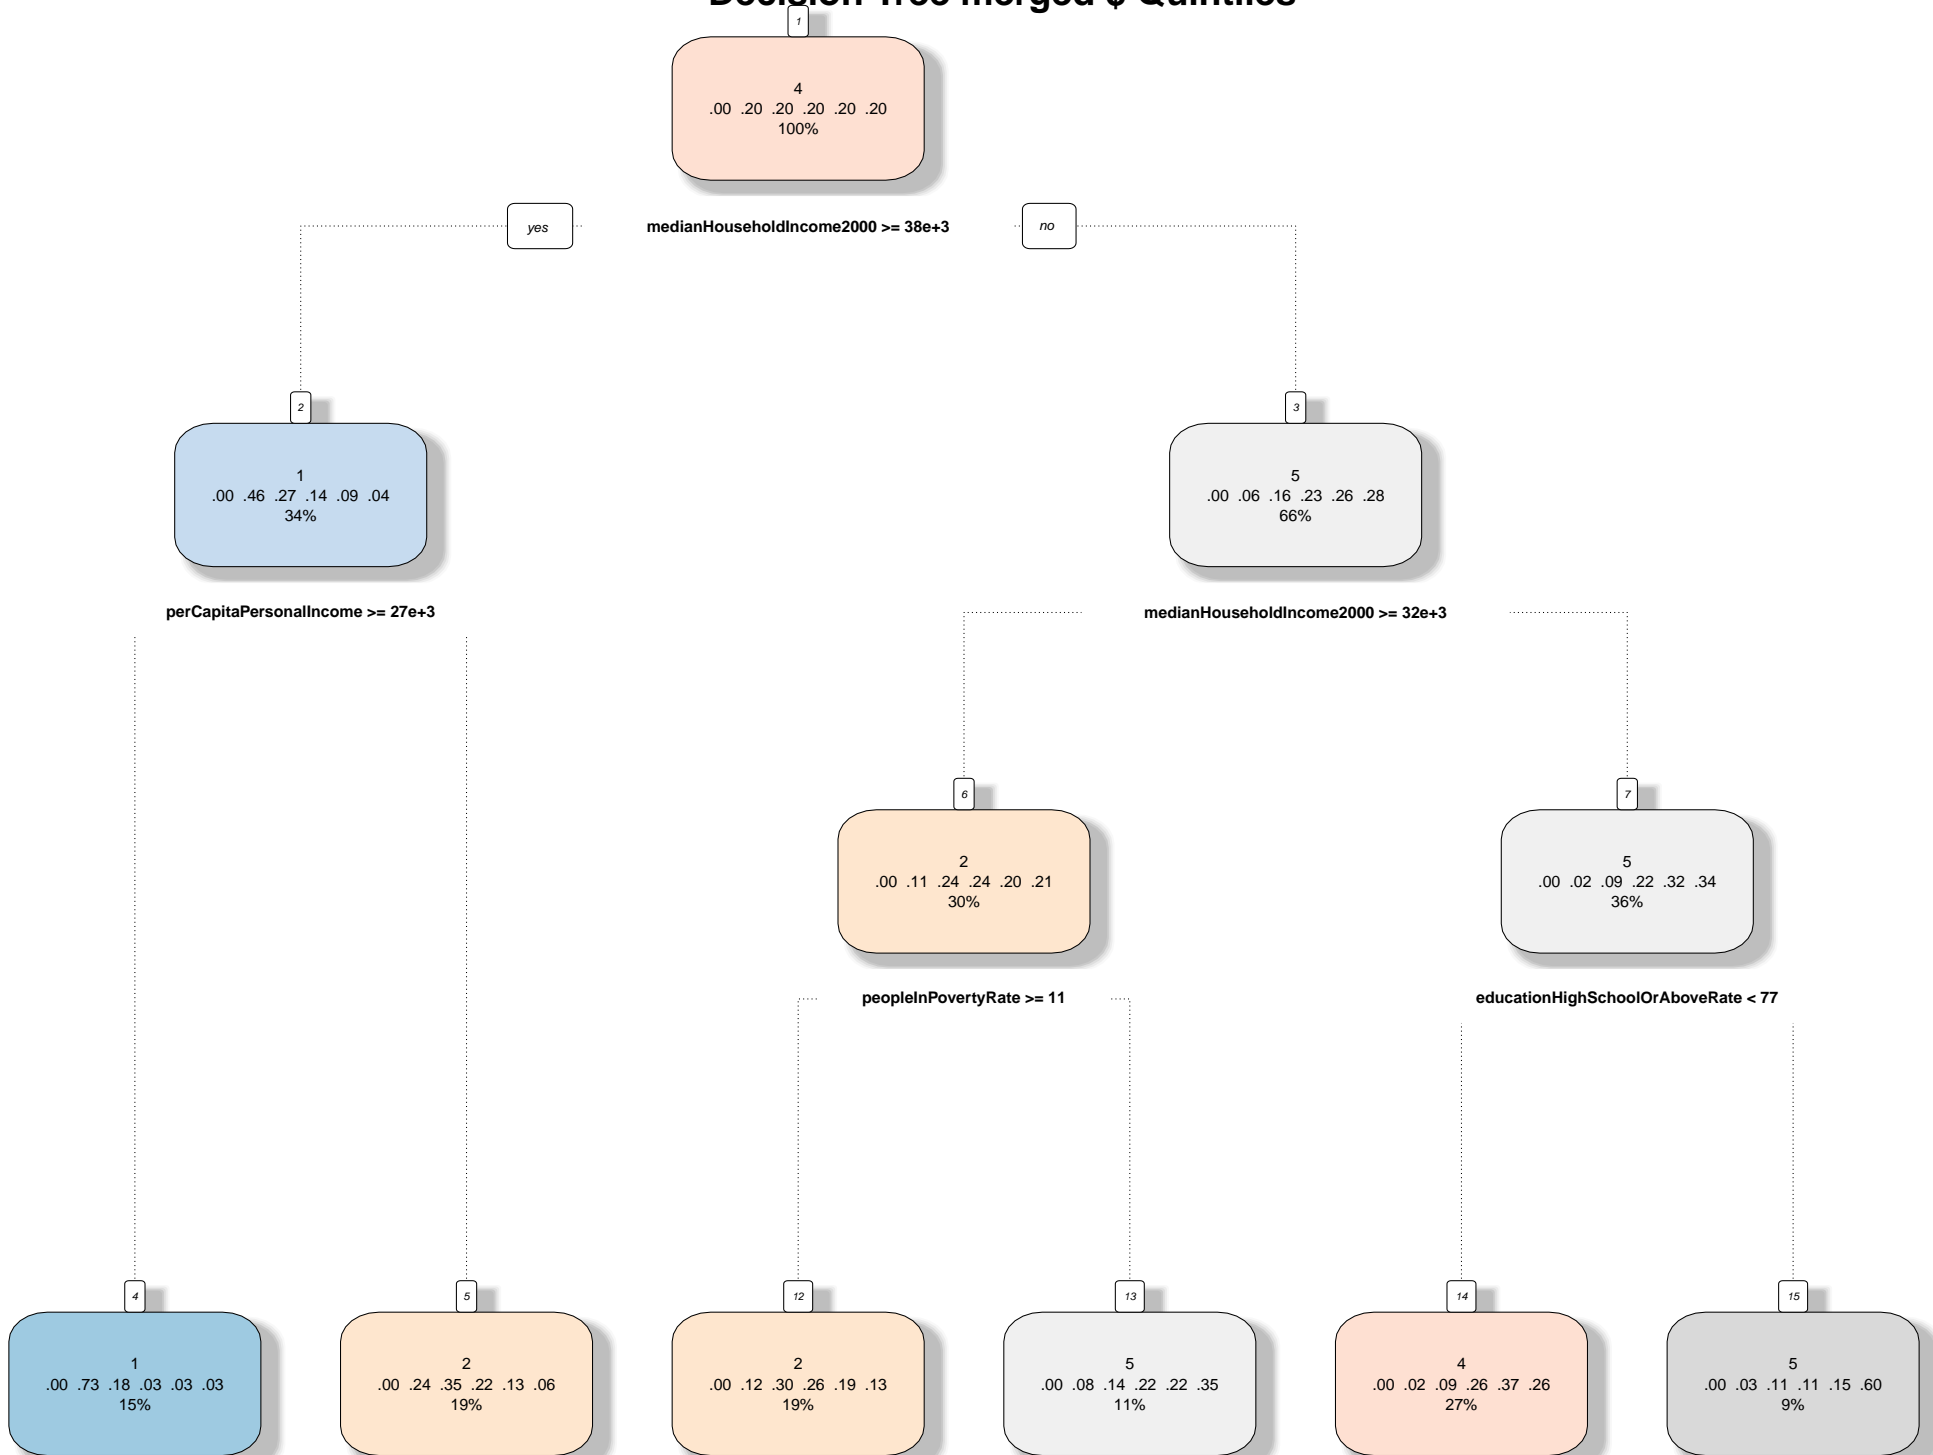 Decision Tree merged $ Quintiles
1
4
.00 .20 .20 .20 .20 .20
100%
yes
medianHouseholdIncome2000 >= 38e+3
no
2
3
1
.00 .46 .27 .14 .09 .04
34%
5
.00 .06 .16 .23 .26 .28
66%
perCapitaPersonalIncome >= 27e+3
medianHouseholdIncome2000 >= 32e+3
6
7
2
.00 .11 .24 .24 .20 .21
30%
5
.00 .02 .09 .22 .32 .34
36%
peopleInPovertyRate >= 11
educationHighSchoolOrAboveRate < 77
4
5
12
13
14
15
1
.00 .73 .18 .03 .03 .03
15%
2
.00 .24 .35 .22 .13 .06
19%
2
.00 .12 .30 .26 .19 .13
19%
5
.00 .08 .14 .22 .22 .35
11%
4
.00 .02 .09 .26 .37 .26
27%
5
.00 .03 .11 .11 .15 .60
9%